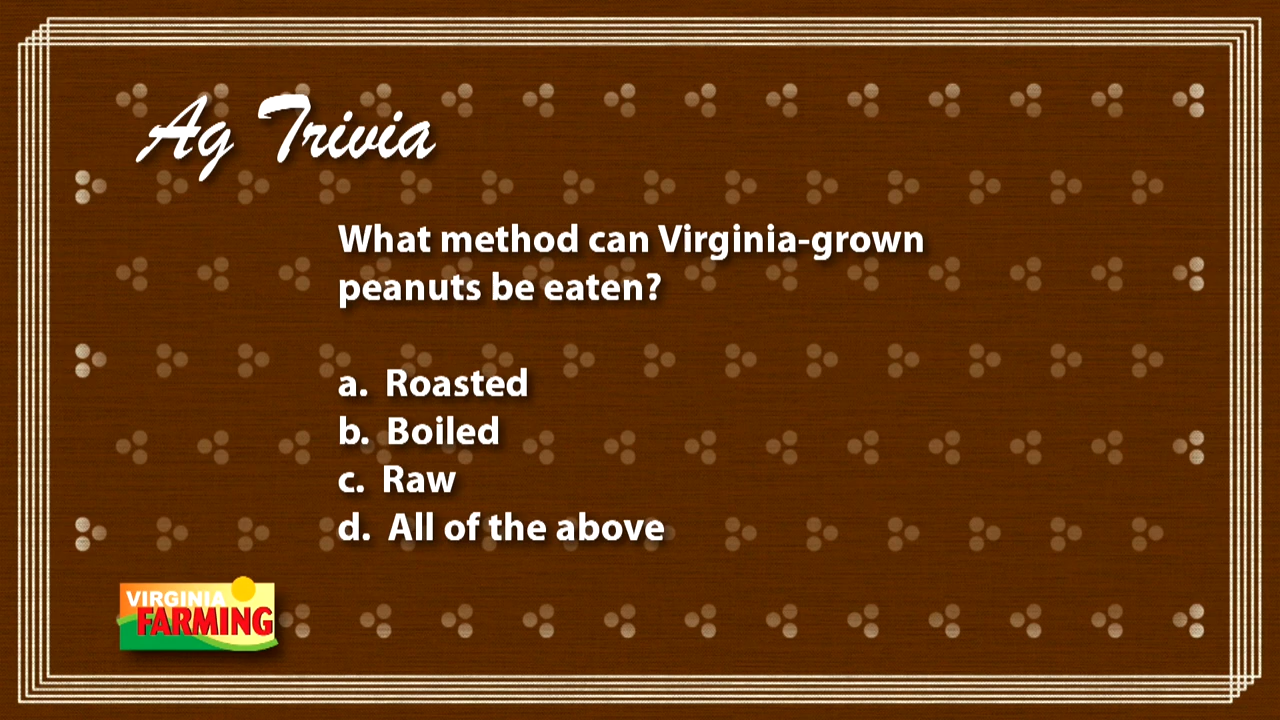 Ag Trivia
What method can Virginia-grown
peanuts be eaten?
a. Roasted
b. Boiled
c. Raw
d. All of the above
VIRGINIA
FARMING